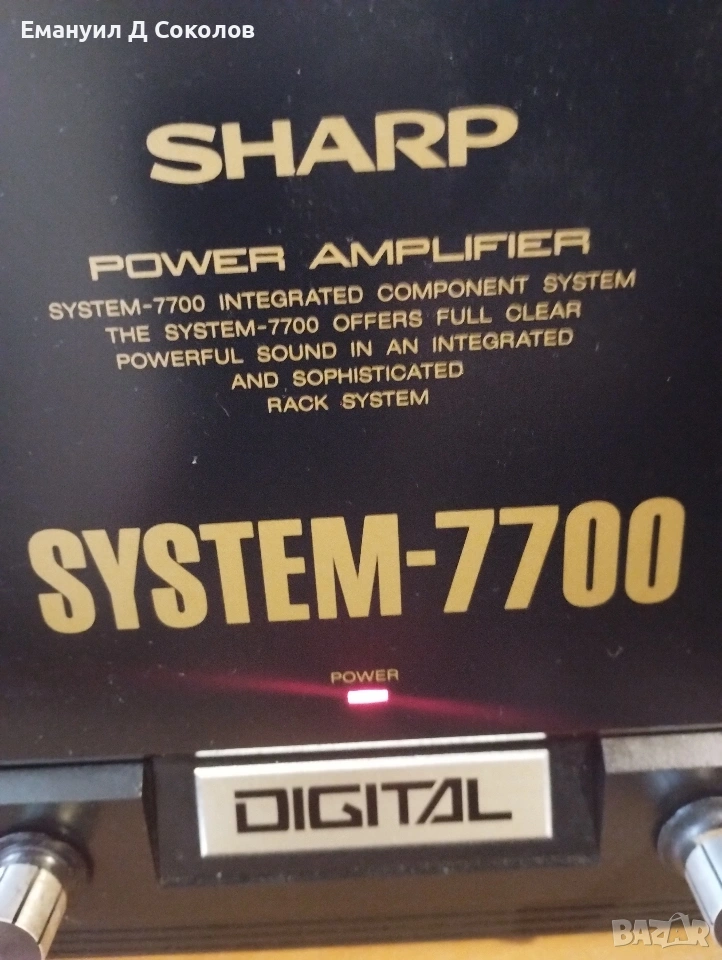 Емануил Д Соколов
SHARP
POWER AMPLIFIER
SYSTEM-7700 INTEGRATED COMPONENT SYSTEM
THE SYSTEM-7700 OFFERS FULL CLEAR
POWERFUL SOUND IN AN INTEGRATED
AND SOPHISTICATED
RACK SYSTEM
SYSTEM-7700
POWER
DIGITAL
BAZAR